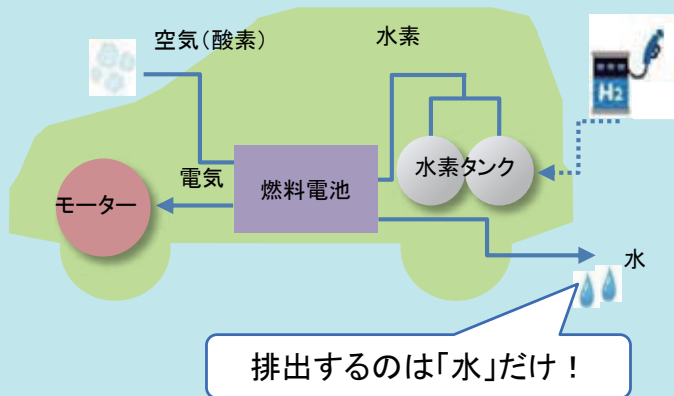 空気（酸素）
水素
H2
水素タンク
電気
燃料電池
モーター
水
排出するのは「水」だけ！